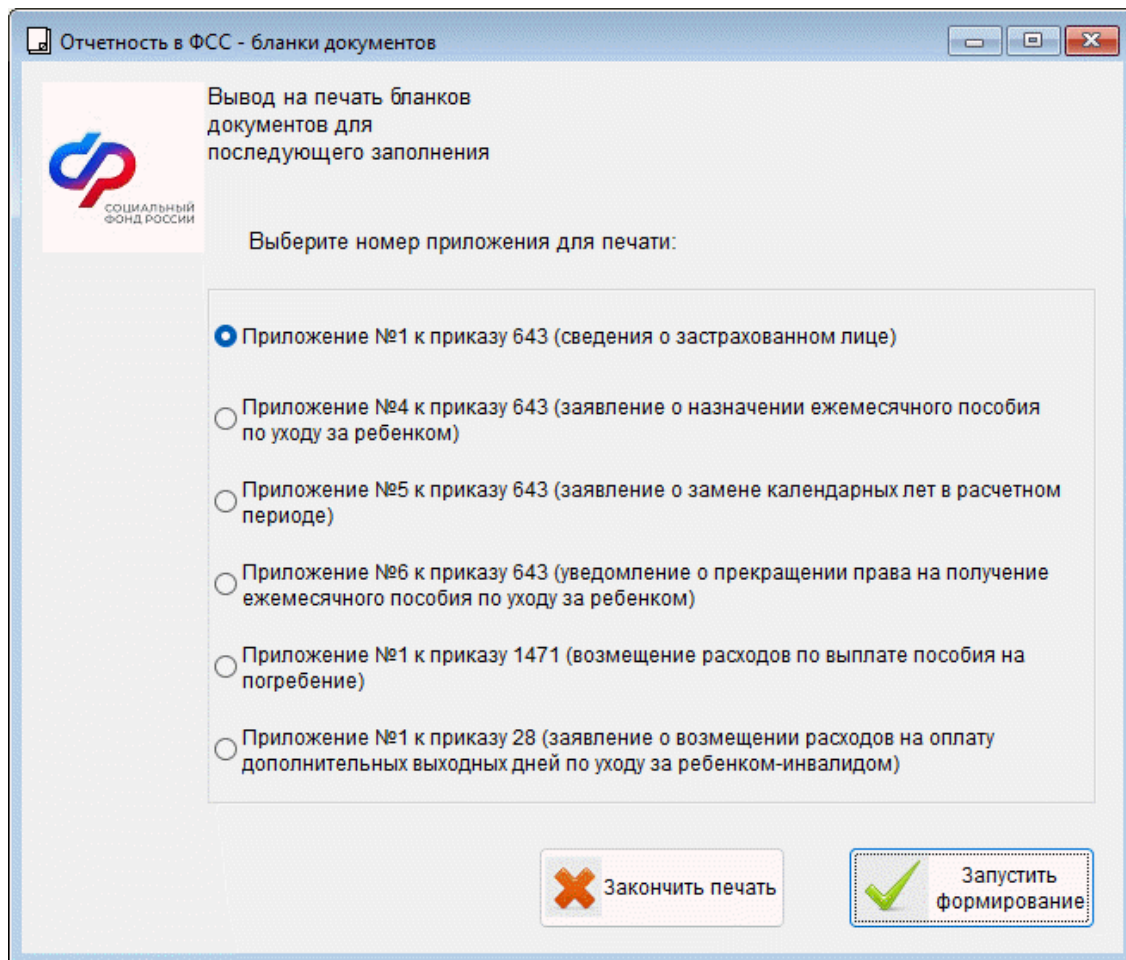 Отчетность в ФСС - бланки документов
Вывод на печать бланков
документов для
последующего заполнения
СОЦИАЛЬНЫЙ
ФОНД РОССИИ
Выберите номер приложения для печати:
Приложение №1 к приказу 643 (сведения о застрахованном лице)
Приложение №4 к приказу 643 (заявление о назначении ежемесячного пособия
по уходу за ребенком)
Приложение №5 к приказу 643 (заявление о замене календарных лет в расчетном
периоде)
Приложение №6 к приказу 643 (уведомление о прекращении права на получение
ежемесячного пособия по уходу за ребенком)
Приложение №1 к приказу 1471 (возмещение расходов по выплате пособия на
погребение)
Приложение №1 к приказу 28 (заявление о возмещении расходов на оплату
дополнительных выходных дней по уходу за ребенком-инвалидом)
Закончить печать
Запустить
формирование